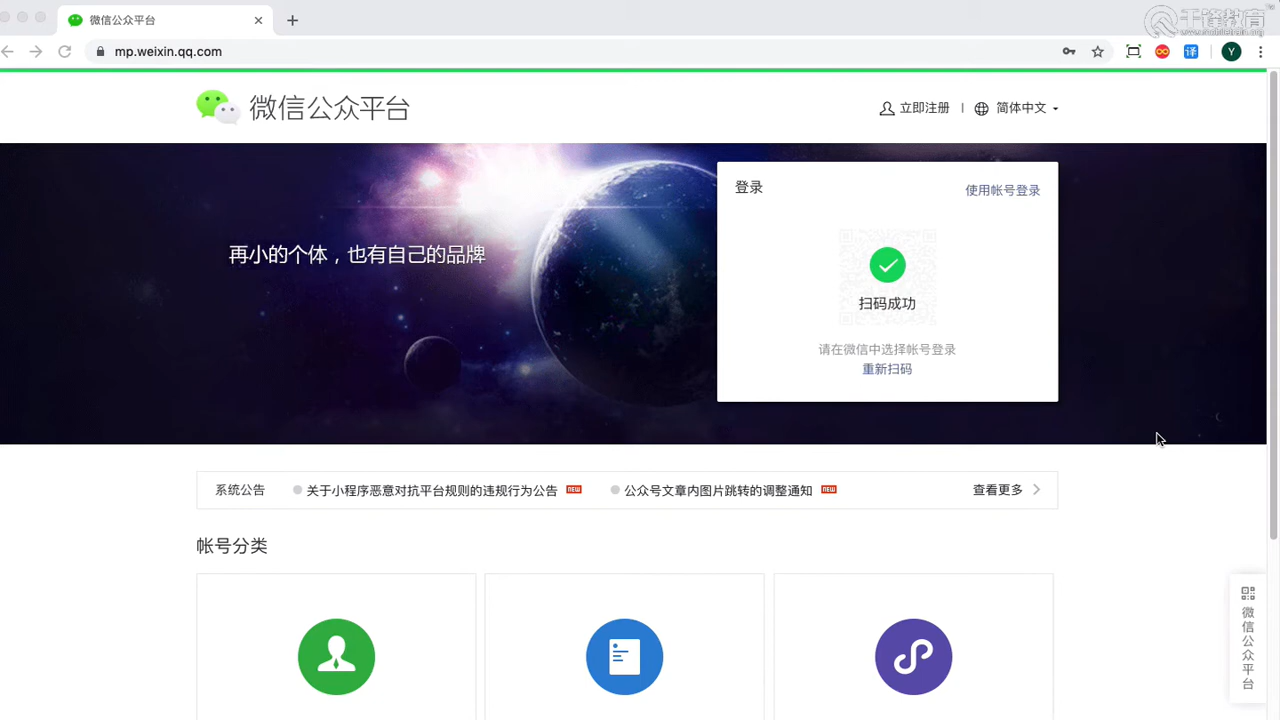 微信公众平台
千锋教育
mp.weixin.qq.com
Y
译
微信公众平台
立即注册
简体中文
再小的个体，也有自己的品牌
登录
使用帐号登录
扫码成功
请在微信中选择帐号登录
重新扫码
系统公告
关于小程序恶意对抗平台规则的违规行为公告 NEW
公众号文章内图片跳转的调整通知 NEW
查看更多
帐号分类
微信公众平台